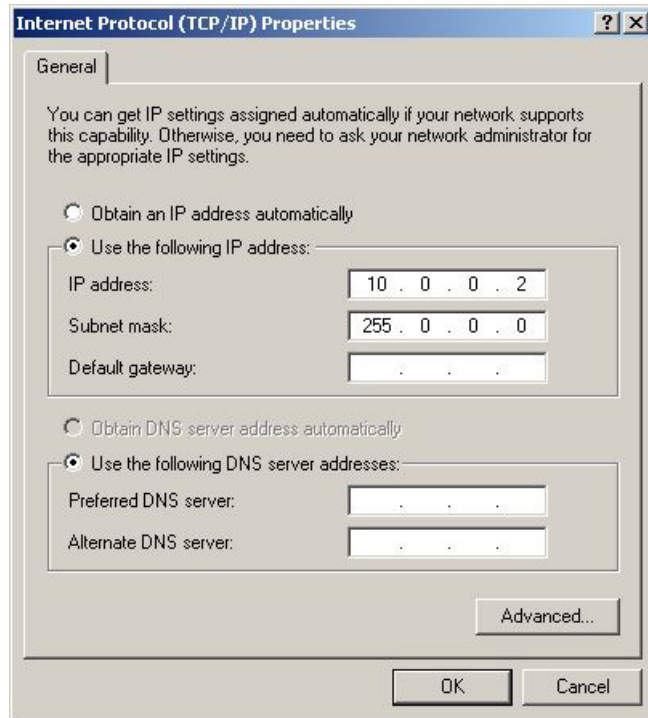 Internet Protocol (TCP/IP) Properties
General
You can get IP settings assigned automatically if your network supports
this capability. Otherwise, you need to ask your network administrator for
the appropriate IP settings.
Obtain an IP address automatically
Use the following IP address:
IP address: 10 . 0 . 0 . 2
Subnet mask: 255 . 0 . 0 . 0
Default gateway: . . .
Obtain DNS server address automatically
Use the following DNS server addresses:
Preferred DNS server: . . .
Alternate DNS server: . . .
Advanced...
OK Cancel